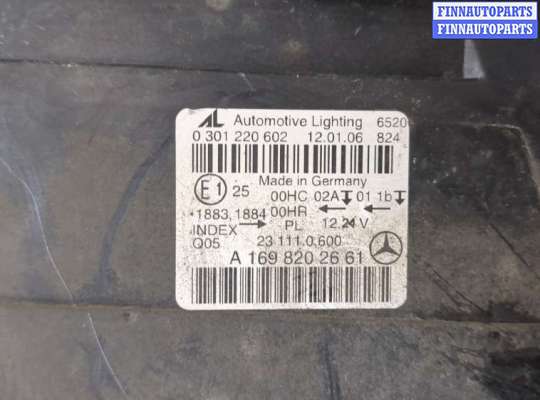 FINNAUTOPARTS
FINNAUTOPARTS
AL Automotive Lighting 6520
0 301 220 602 12.01.06 824
Made in Germany
E1 25 00HC 02A 01 1b
*1883,1884 00HR
INDEX PL 12.24V
Q05 23 111.0.600
A 169 820 26 61